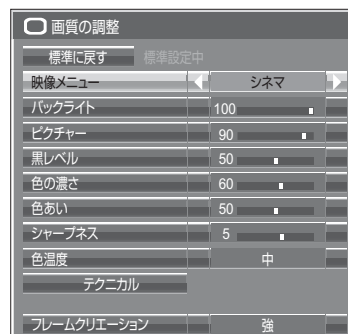 画質の調整
標準に戻す 標準設定中
映像メニュー シネマ
バックライト 100
ピクチャー 90
黒レベル 50
色の濃さ 60
色あい 50
シャープネス 5
色温度 中
テクニカル
フレームクリエーション 強